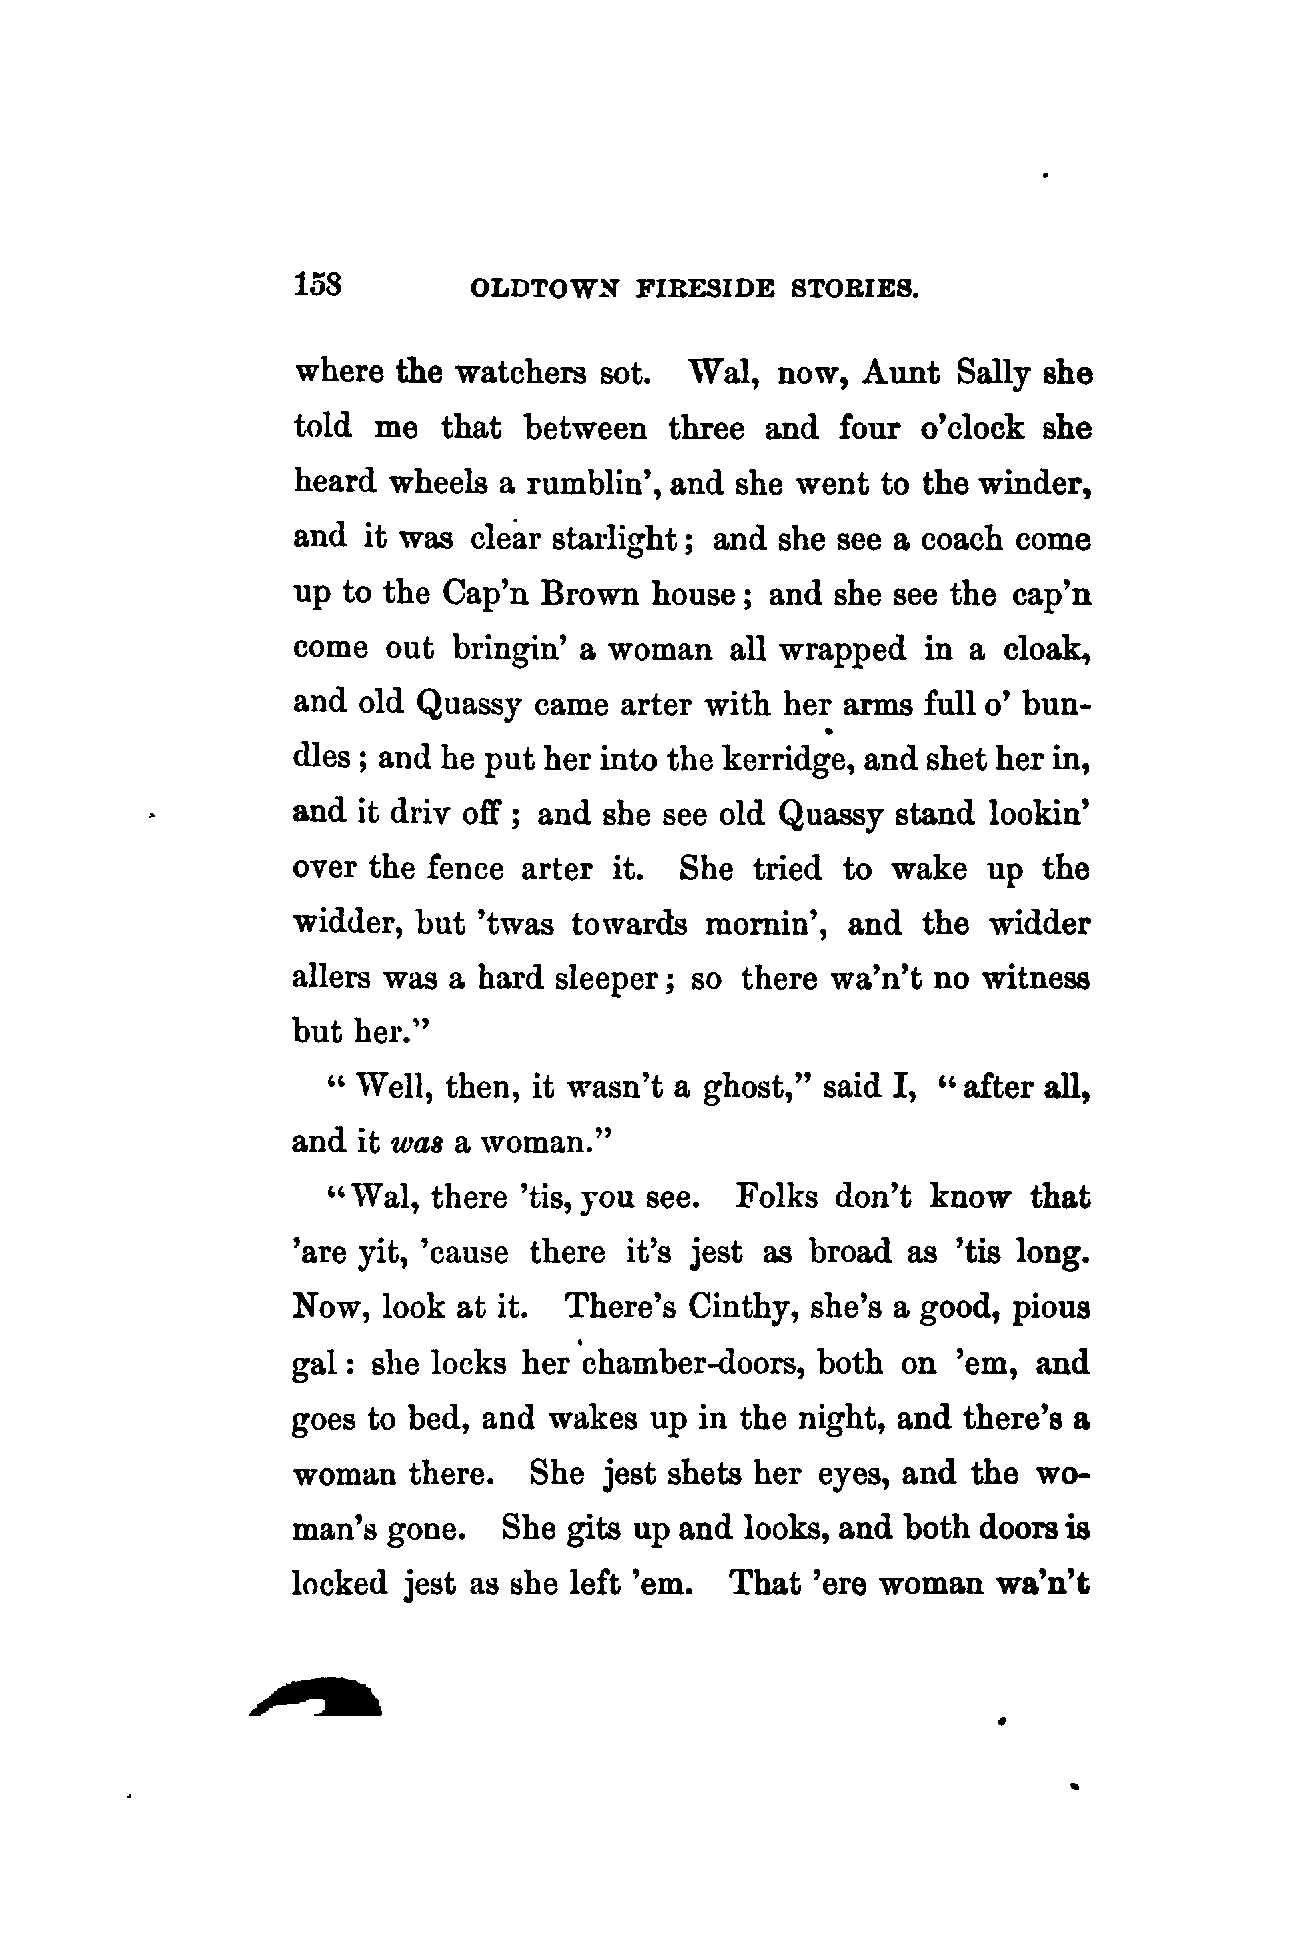 158 OLDTOWN FIRESIDE STORIES.
where the watchers sot. Wal, now, Aunt Sally she
told me that between three and four o'clock she
heard wheels a rumblin', and she went to the winder,
and it was clear starlight; and she see a coach come
up to the Cap'n Brown house; and she see the cap'n
come out bringin' a woman all wrapped in a cloak,
and old Quassy came arter with her arms full o' bun-
dles; and he put her into the kerridge, and shet her in,
and it driv off; and she see old Quassy stand lookin'
over the fence arter it. She tried to wake up the
widder, but 'twas towards mornin', and the widder
allers was a hard sleeper; so there wa'n't no witness
but her."
"Well, then, it wasn't a ghost," said I, "after all,
and it was a woman."
"Wal, there 'tis, you see. Folks don't know that
'are yit, 'cause there it's jest as broad as 'tis long.
Now, look at it. There's Cinthy, she's a good, pious
gal: she locks her chamber-doors, both on 'em, and
goes to bed, and wakes up in the night, and there's a
woman there. She jest shets her eyes, and the wo-
man's gone. She gits up and looks, and both doors is
locked jest as she left 'em. That 'ere woman wa'n't